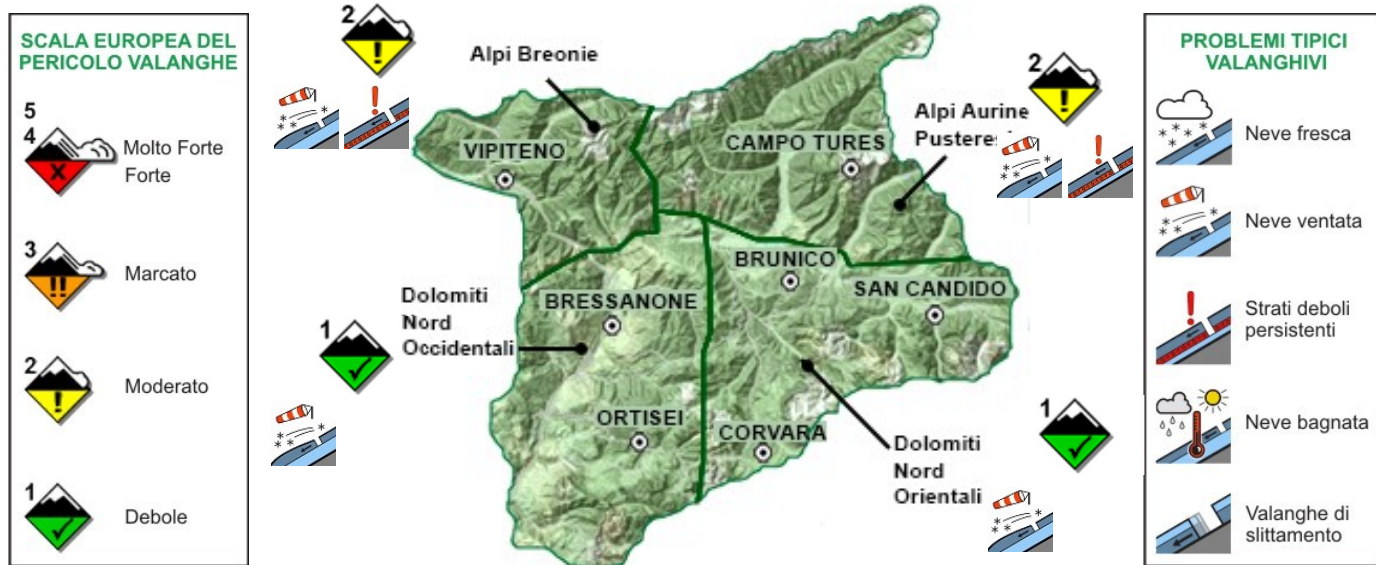 SCALA EUROPEA DEL
PERICOLO VALANGHE
5
4
Molto Forte
Forte
3
Marcato
2
Moderato
1
Debole
2
Alpi Breonie
VIPITENO
CAMPO TURES
2
Alpi Aurine
BRUNICO
SAN CANDIDO
BRESSANONE
Dolomiti
Nord
Occidentali
1
ORTISEI
CORVARA
Dolomiti
Nord
Orientali
1
PROBLEMI TIPICI
VALANGHIVI
Neve fresca
Neve ventata
Strati deboli
persistenti
Neve bagnata
Valanghe di
slittamento